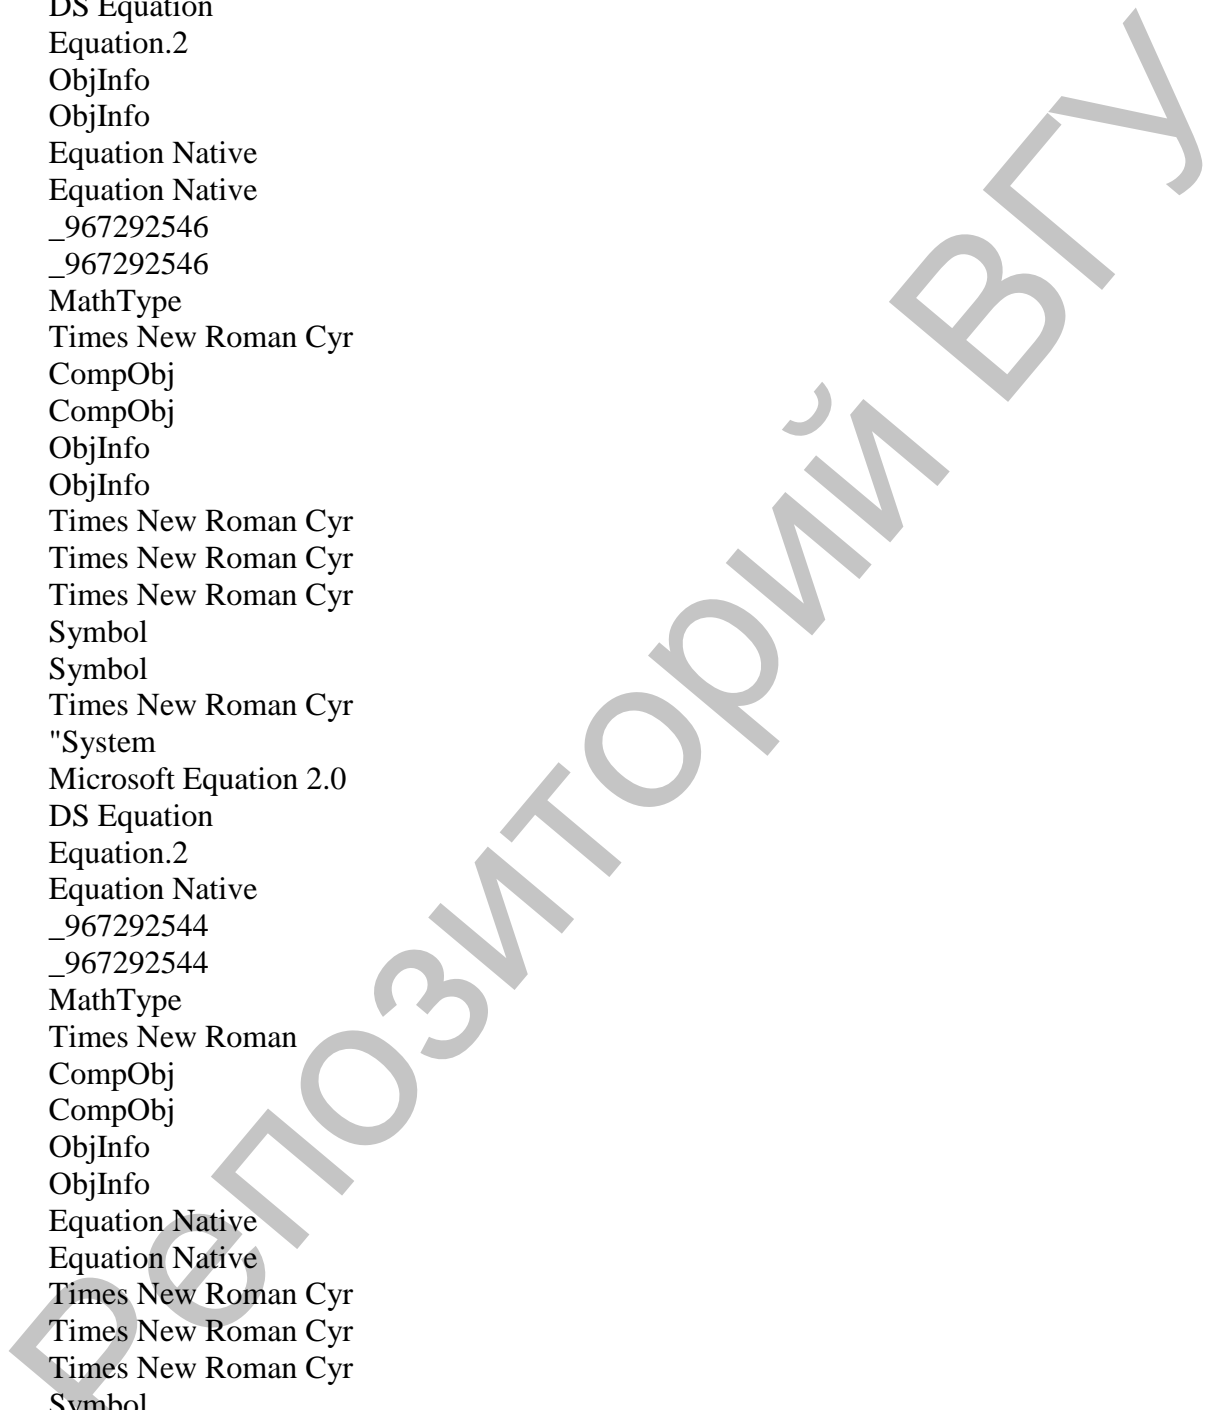 DS Equation
Equation.2
ObjInfo
ObjInfo
Equation Native
Equation Native
_967292546
_967292546
MathType
Times New Roman Cyr
CompObj
CompObj
ObjInfo
ObjInfo
Times New Roman Cyr
Times New Roman Cyr
Times New Roman Cyr
Symbol
Symbol
Times New Roman Cyr
"System
Microsoft Equation 2.0
DS Equation
Equation.2
Equation Native
_967292544
_967292544
MathType
Times New Roman
CompObj
CompObj
ObjInfo
ObjInfo
Equation Native
Equation Native
Times New Roman Cyr
Times New Roman Cyr
Times New Roman Cyr
Symbol
Репозиторий ВГУ